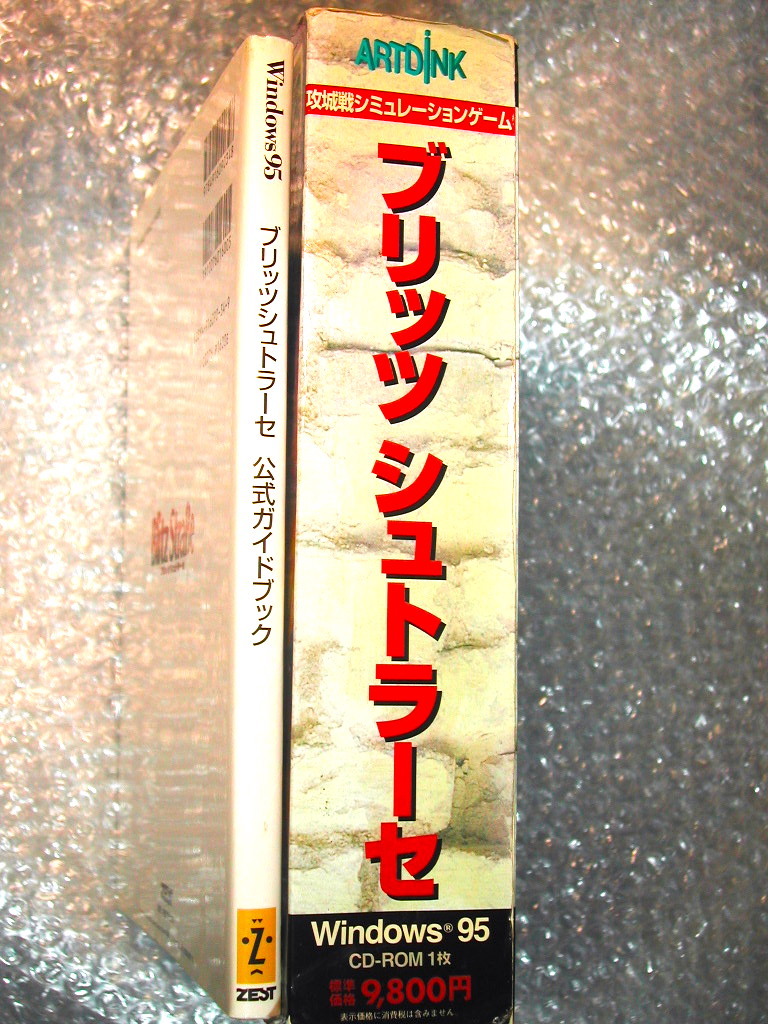 Windows95
ブリッツシュトラーセ 公式ガイドブック
ZEST
ARTDINK
攻城戦シミュレーションゲーム
ブリッツ シュトラーセ
Windows® 95
CD-ROM 1枚
標準
価格 9,800円
表示価格に消費税は含みません